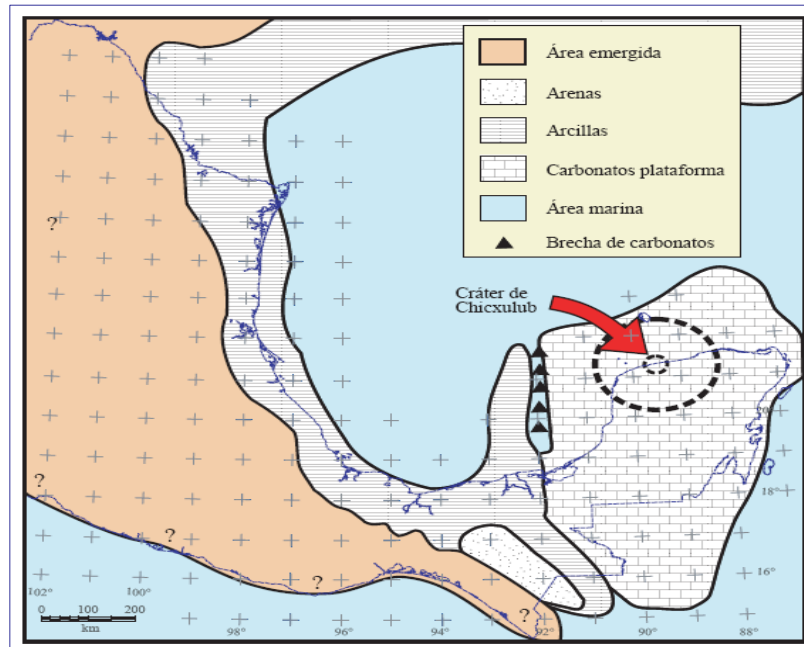 Área emergida
Arenas
Arcillas
Carbonatos plataforma
Área marina
Brecha de carbonatos
?
Cráter de
Chicxulub
20
?
18°
?
?
16°
102° 100°
0 100 200
km
?
98° 96° 94° 92° 90° 88°